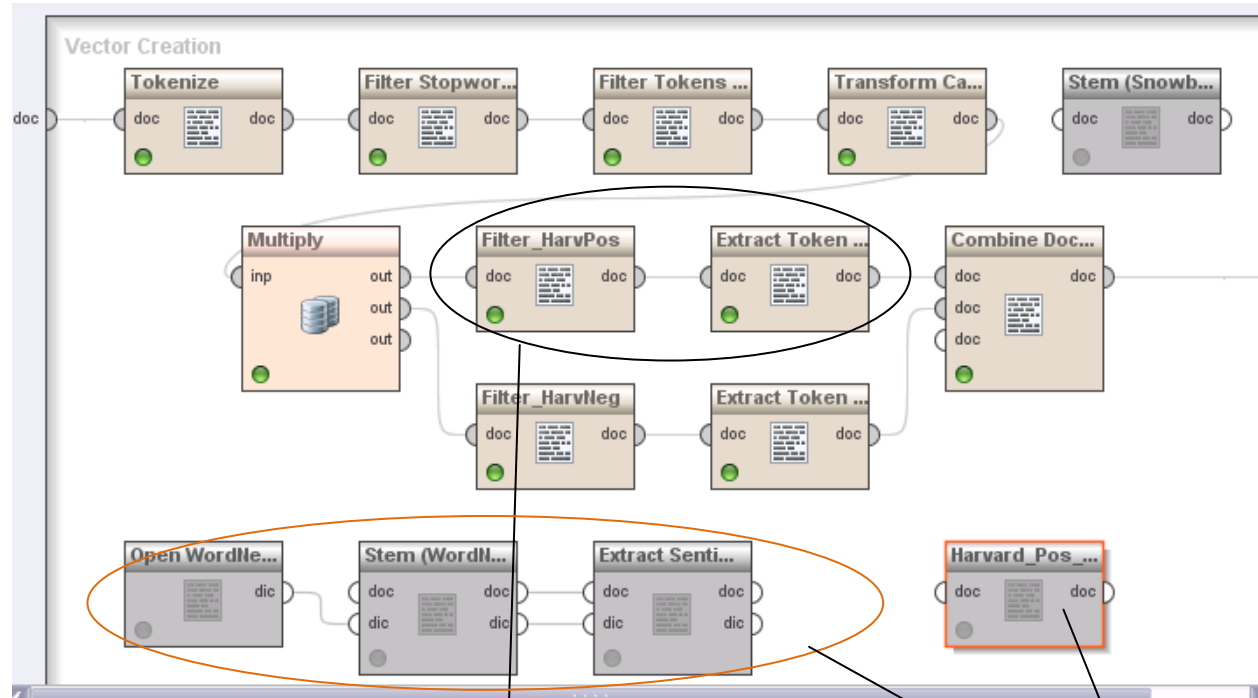 Vector Creation
Tokenize Filter Stopwor... Filter Tokens ... Transform Ca... Stem (Snowb...
doc doc doc doc doc doc doc doc doc doc doc
Multiply Filter_HarvPos Extract Token ... Combine Doc...
inp out doc doc doc doc doc doc
out doc
out doc
Filter_HarvNeg Extract Token ...
doc doc doc doc
Open WordNe... Stem (WordN... Extract Senti... Harvard_Pos_...
dic doc doc doc doc doc doc
dic dic dic dic